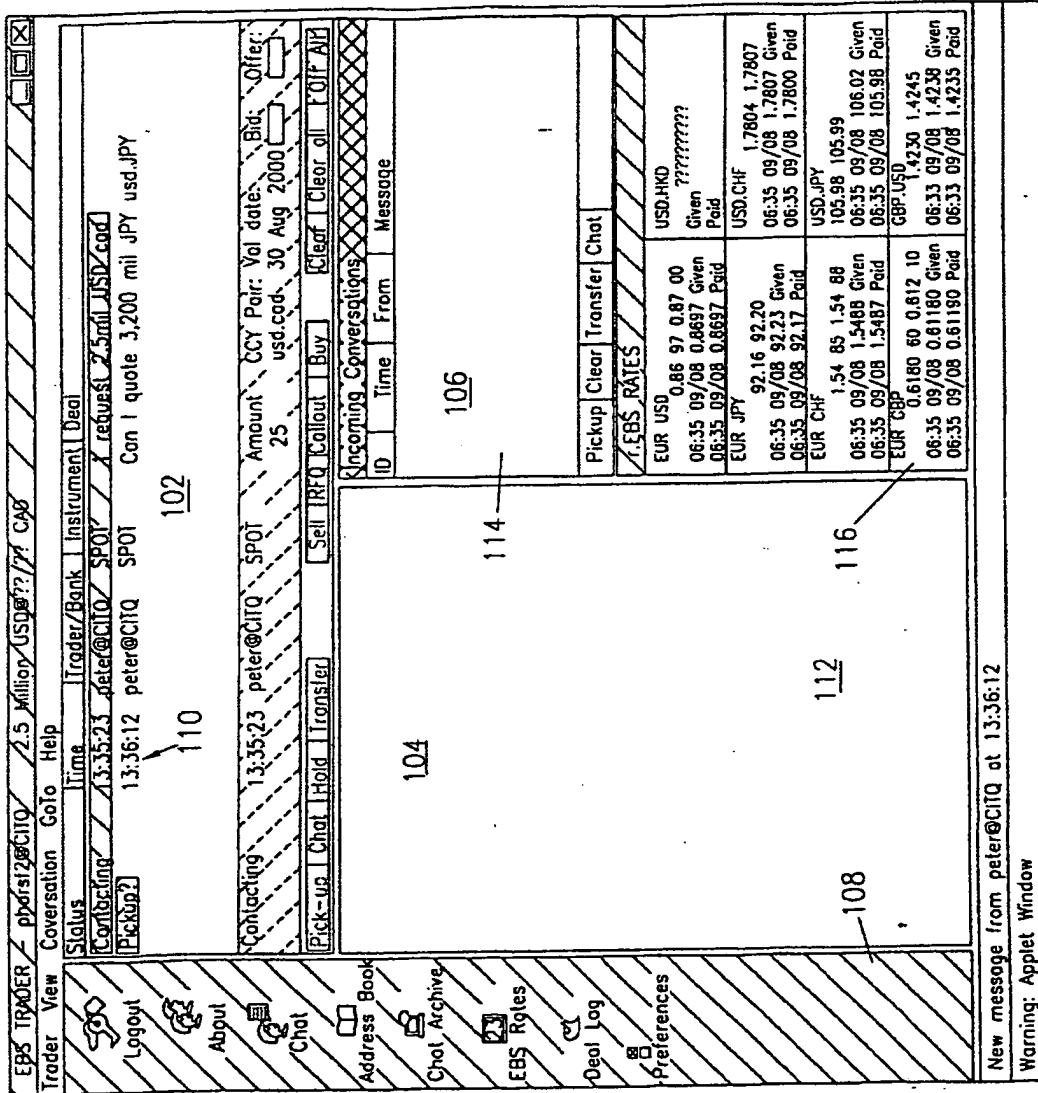 EBS TRADER - phorst2@CITQ / 2.5 Million USD@??/?? CAD
Trader View Coversation GoTo Help
Status Time Trader/Bank Instrument Deal
Contacting 13:35:23 peter@CITQ SPOT I request 2.5mil USD/cad
Pickup? 13:36:12 peter@CITQ SPOT Can I quote 3,200 mil JPY usd.JPY
110
102
Amount CCY Pair: Val date: Bid: Offer:
Contacting 13:35:23 peter@CITQ SPOT 25 usd.cad 30 Aug 2000
Pick-up Chat Hold Transfer Sell RFQ Callout Buy Clear Clear all Off All
Logout
About
Chat
Address Book
Chat Archive
EBS Rates
Deal Log
Preferences
108
104
112
Incoming Conversations
ID Time From Message
106
114
Pickup Clear Transfer Chat
EBS RATES
EUR USD
0.86 97 0.87 00
06:35 09/08 0.8697 Given
06:35 09/08 0.8697 Paid
USD.HKD
?????????
Given
Paid
EUR JPY
92.16 92.20
06:35 09/08 92.23 Given
06:35 09/08 92.17 Paid
USD.CHF
1.7804 1.7807
06:35 09/08 1.7807 Given
06:35 09/08 1.7800 Paid
EUR CHF
1.54 85 1.54 88
06:35 09/08 1.5488 Given
06:35 09/08 1.5487 Paid
USD.JPY
105.98 105.99
06:35 09/08 106.02 Given
06:35 09/08 105.98 Paid
EUR GBP
0.6180 60 0.612 10
06:35 09/08 0.61180 Given
06:35 09/08 0.61190 Paid
GBP.USD
1.4230 1.4245
06:33 09/08 1.4238 Given
06:33 09/08 1.4235 Paid
116
New message from peter@CITQ at 13:36:12
Warning: Applet Window